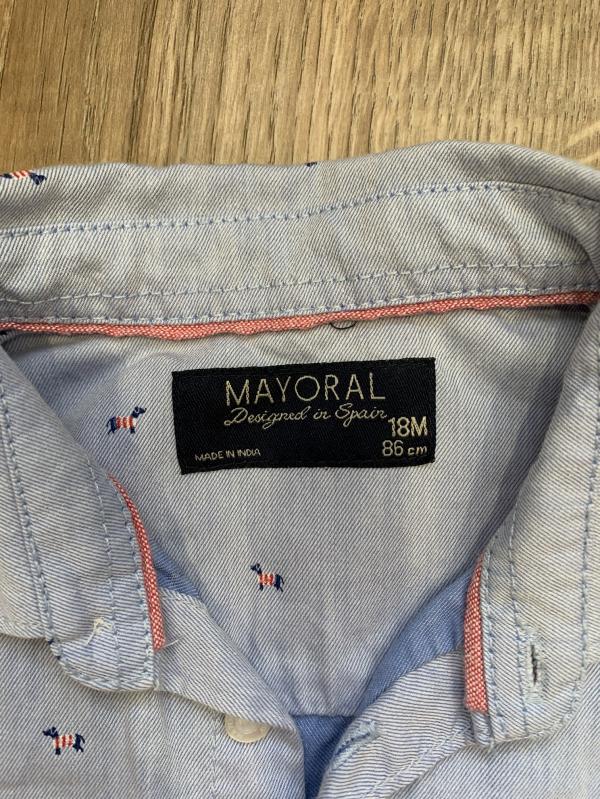 MAYORAL
Designed in Spain
18M
MADE IN INDIA
86 cm